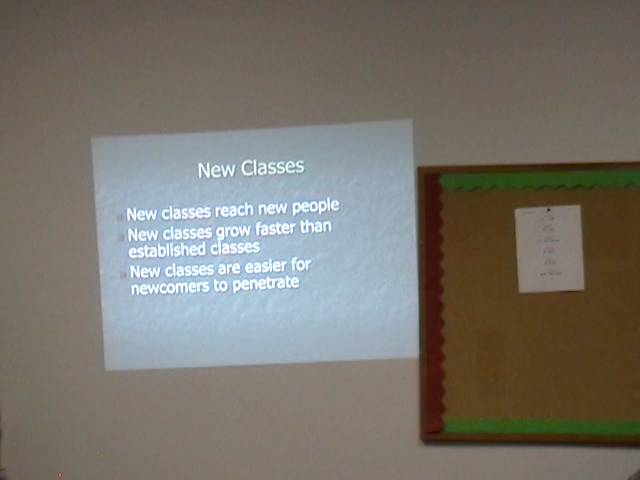 New Classes
New classes reach new people
New classes grow faster than
established classes
New classes are easier for
newcomers to penetrate